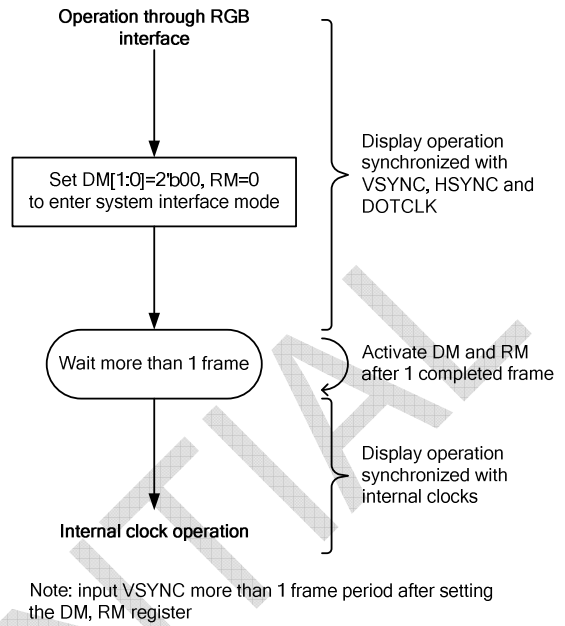 Operation through RGB
interface
Set DM[1:0]=2'b00, RM=0
to enter system interface mode
Display operation
synchronized with
VSYNC, HSYNC and
DOTCLK
Wait more than 1 frame
Activate DM and RM
after 1 completed frame
Display operation
synchronized with
internal clocks
Internal clock operation
Note: input VSYNC more than 1 frame period after setting
the DM, RM register
NTIAL